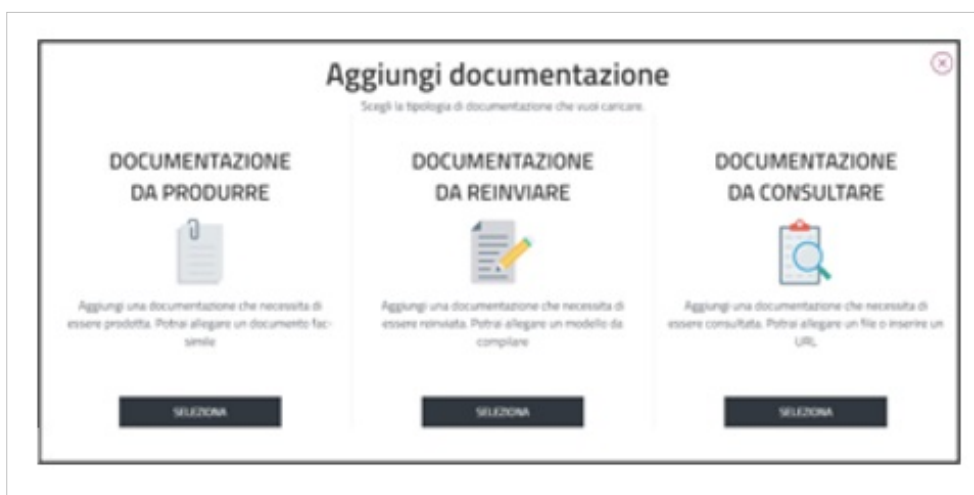 Aggiungi documentazione
Scegli la tipologia di documentazione che vuoi caricare.
DOCUMENTAZIONE
DA PRODURRE
Aggiungi una documentazione che necessita di
essere prodotta. Potrai allegare un documento fac-
simile
SELEZIONA
DOCUMENTAZIONE
DA REINVIARE
Aggiungi una documentazione che necessita di
essere reinviata. Potrai allegare un modello da
compilare
SELEZIONA
DOCUMENTAZIONE
DA CONSULTARE
Aggiungi una documentazione che necessita di
essere consultata. Potrai allegare un file o inserire un
URL
SELEZIONA